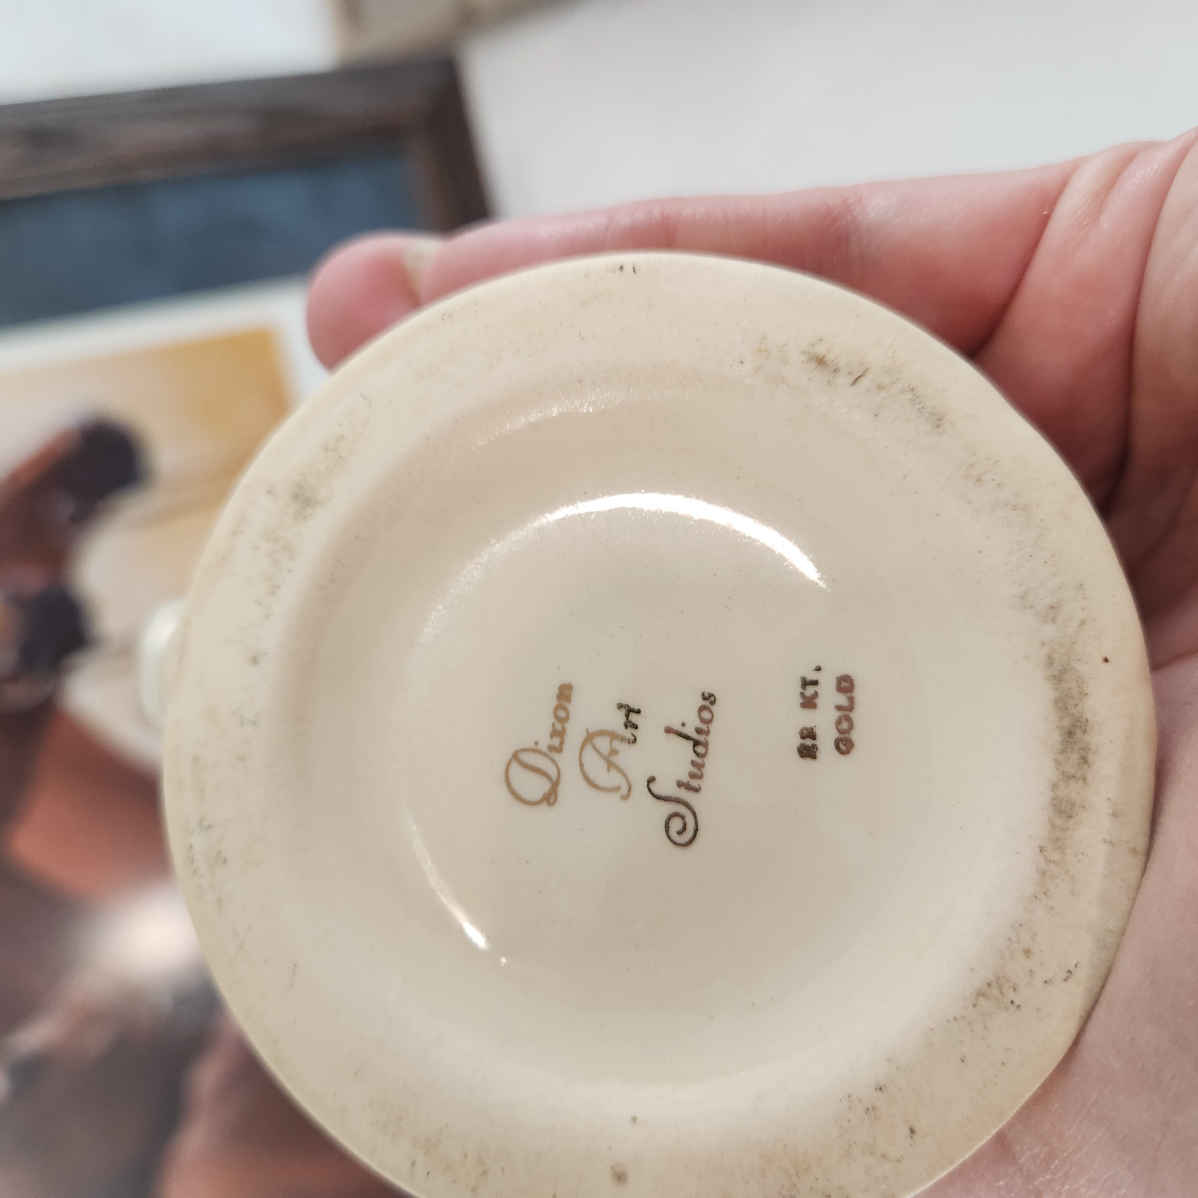 Dixon
Art
Studios
22 KT.
GOLD